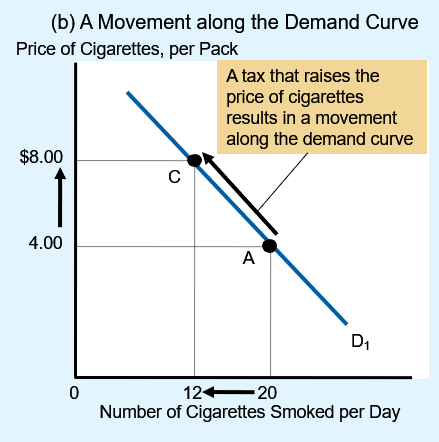 (b) A Movement along the Demand Curve
Price of Cigarettes, per Pack
A tax that raises the
price of cigarettes
results in a movement
along the demand curve
$8.00
C
4.00
A
D₁
0
12
20
Number of Cigarettes Smoked per Day